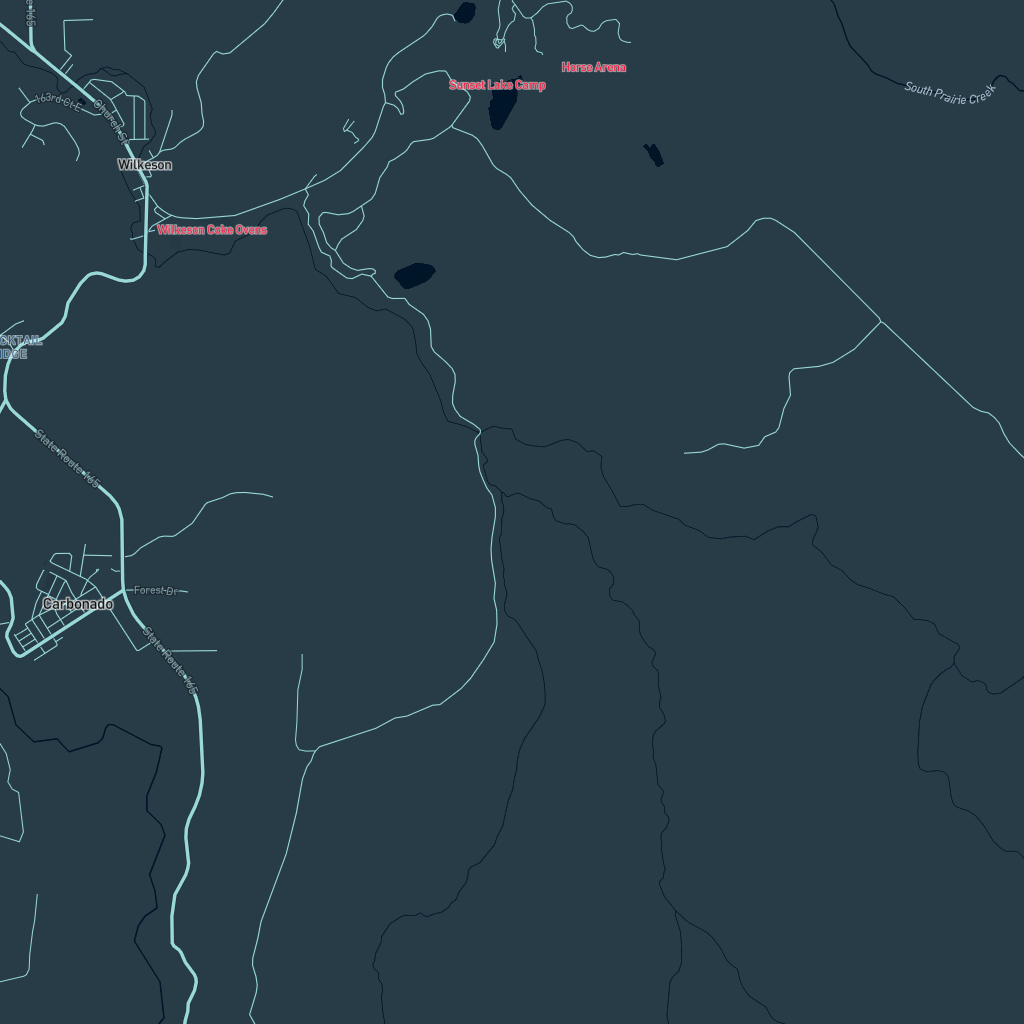 Horse Arena
Sunset Lake Camp
South Prairie Creek
163rd Ct E
Church St
Wilkeson
Wilkeson Coke Ovens
State Route 165
Forest Dr
Carbonado
State Route 165